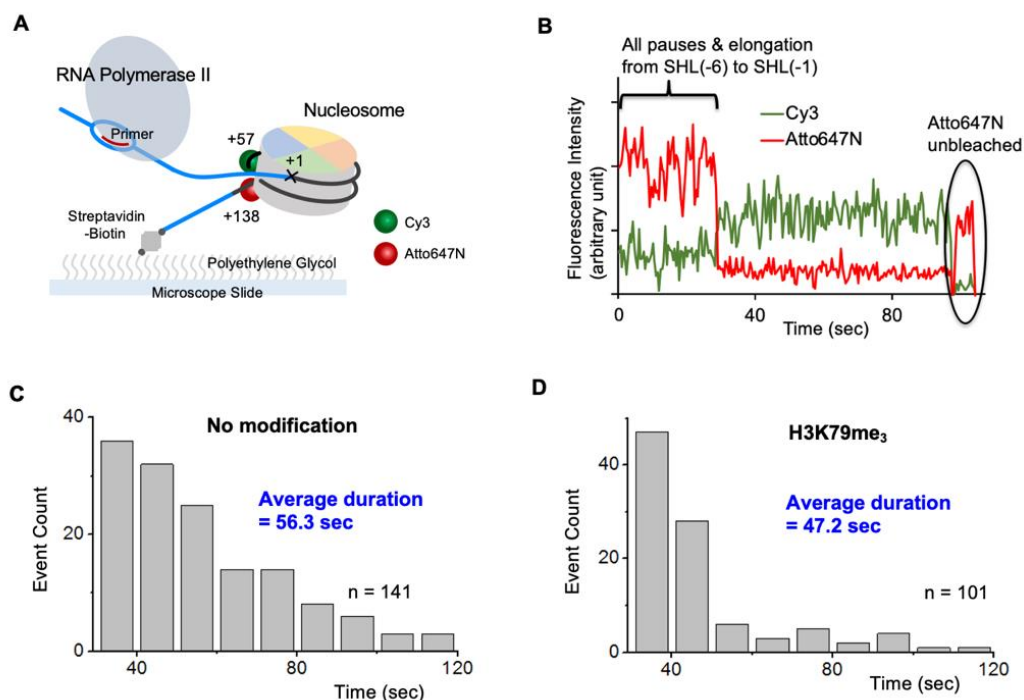 A
RNA Polymerase II
Primer
Nucleosome
+57
+1
+138
Streptavidin
-Biotin
Cy3
Atto647N
Polyethylene Glycol
Microscope Slide
B
All pauses & elongation
from SHL(-6) to SHL(-1)
Cy3
Atto647N
Atto647N
unbleached
Fluorescence Intensity
(arbitrary unit)
0
40
80
Time (sec)
C
No modification
Average duration
= 56.3 sec
n = 141
Event Count
40
20
0
40
80
120
Time (sec)
D
H3K79me₃
Average duration
= 47.2 sec
n = 101
Event Count
40
20
0
40
80
120
Time (sec)